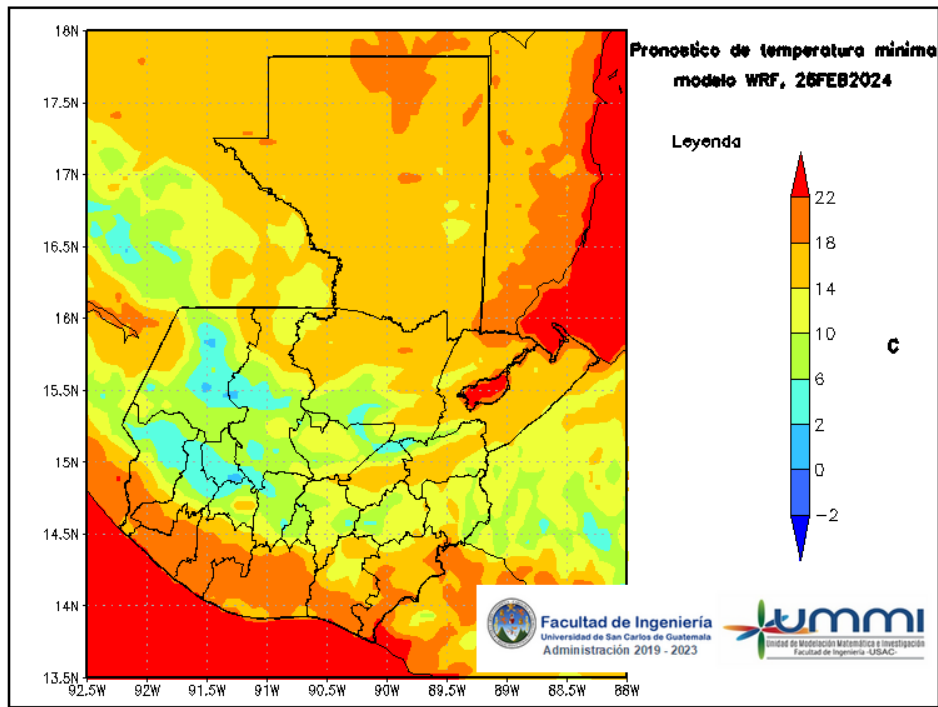 Pronostico de temperatura minima
modelo WRF, 26FEB2024
Leyenda
22
18
14
10
6
2
0
−2
C
18N
17.5N
17N
16.5N
16N
15.5N
15N
14.5N
14N
13.5N
92.5W 92W 91.5W 91W 90.5W 90W 89.5W 89W 88.5W 88W
Facultad de Ingeniería
Universidad de San Carlos de Guatemala
Administración 2019 - 2023
UMMI
Unidad de Modelación Matemática e Investigación
Facultad de Ingeniería -USAC-